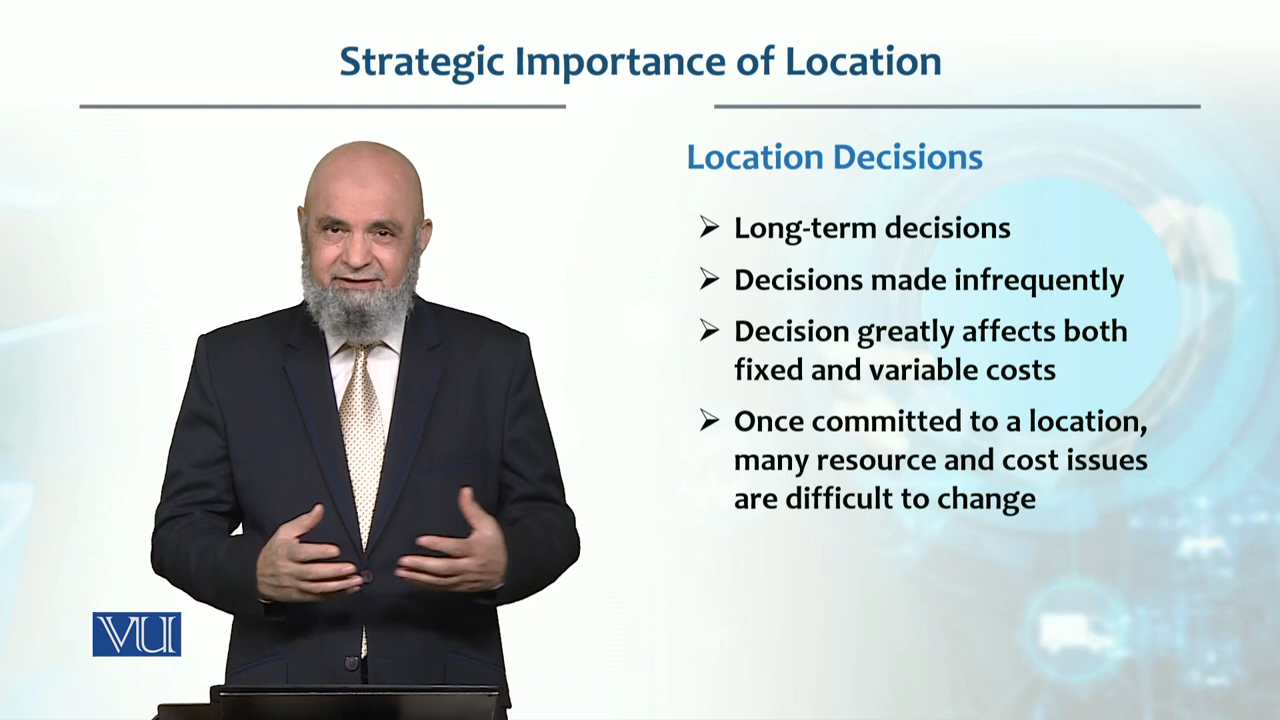 Strategic Importance of Location
Location Decisions
➢ Long-term decisions
➢ Decisions made infrequently
➢ Decision greatly affects both
fixed and variable costs
➢ Once committed to a location,
many resource and cost issues
are difficult to change
VU